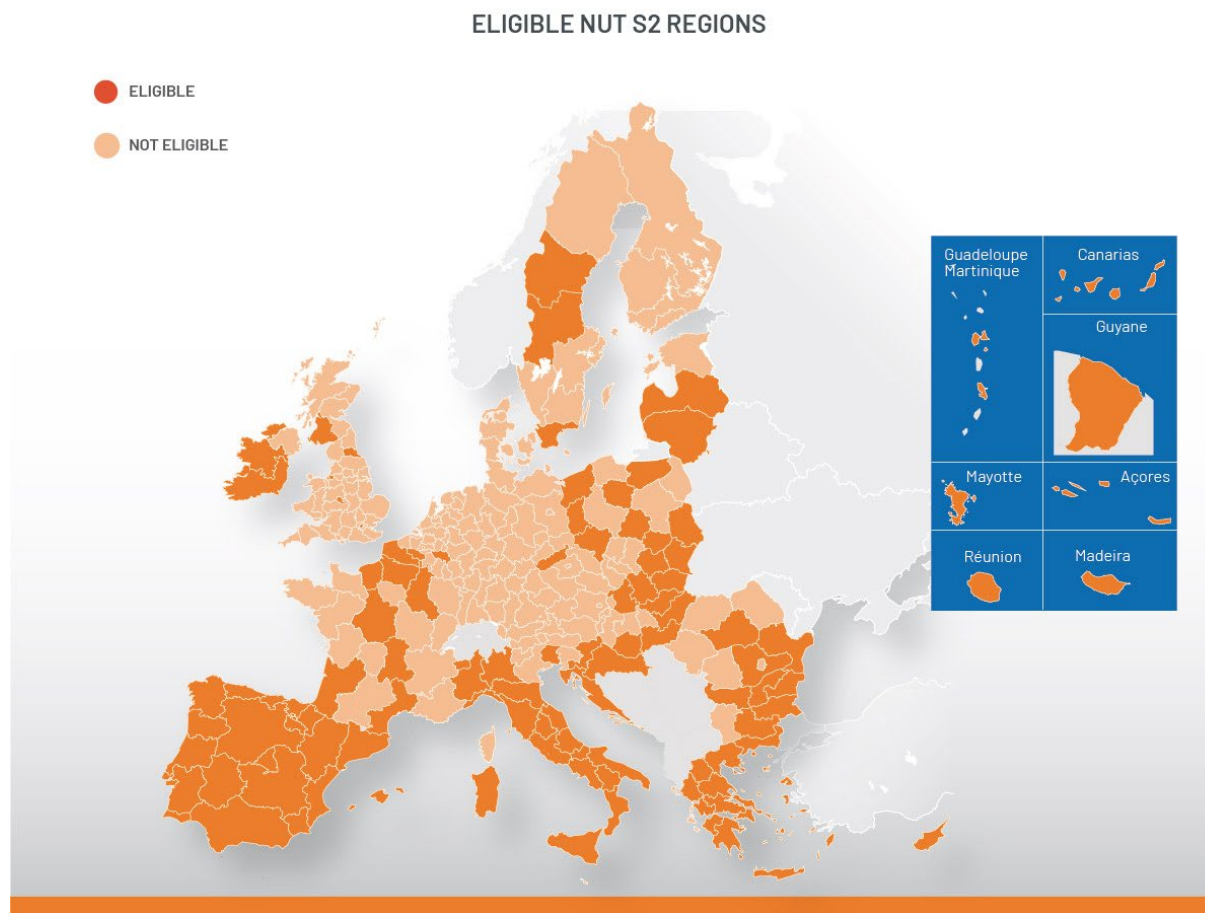 ELIGIBLE NUT S2 REGIONS
ELIGIBLE
NOT ELIGIBLE
Guadeloupe
Martinique
Canarias
Guyane
Mayotte
Açores
Réunion
Madeira